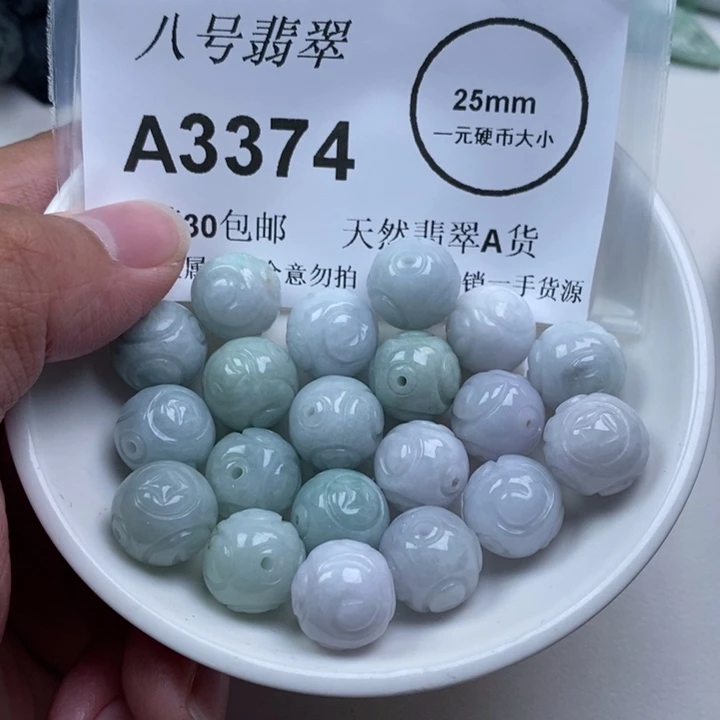 八号翡翠
A3374
25mm
一元硬币大小
30包邮 天然翡翠A货
意勿拍 销一手货源